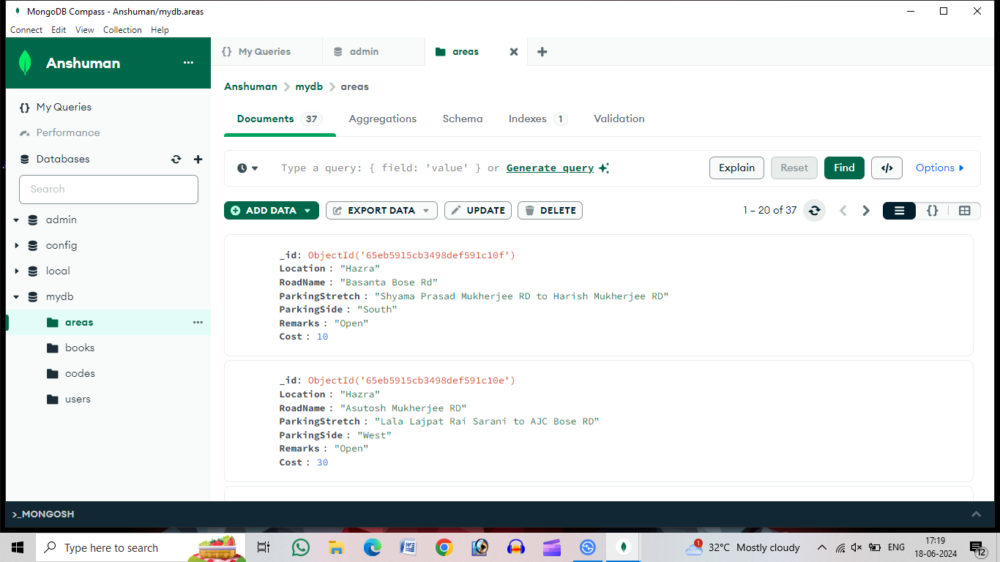 MongoDB Compass - Anshuman/mydb.areas
Connect Edit View Collection Help
Anshuman
My Queries
Performance
Databases
Search
admin
config
local
mydb
areas
books
codes
users
{} My Queries
admin
areas
Anshuman > mydb > areas
Documents 37 Aggregations Schema Indexes 1 Validation
Type a query: { field: 'value' } or Generate query
Explain Reset Find </> Options
ADD DATA EXPORT DATA UPDATE DELETE 1 – 20 of 37 {}
_id: ObjectId('65eb5915cb3498def591c10f')
Location : "Hazra"
RoadName : "Basanta Bose Rd"
ParkingStretch : "Shyama Prasad Mukherjee RD to Harish Mukherjee RD"
ParkingSide : "South"
Remarks : "Open"
Cost : 10
_id: ObjectId('65eb5915cb3498def591c10e')
Location : "Hazra"
RoadName : "Asutosh Mukherjee RD"
ParkingStretch : "Lala Lajpat Rai Sarani to AJC Bose RD"
ParkingSide : "West"
Remarks : "Open"
Cost : 30
>_MONGOSH
Type here to search
1
32°C Mostly cloudy
ENG
17:19
18-06-2024
12